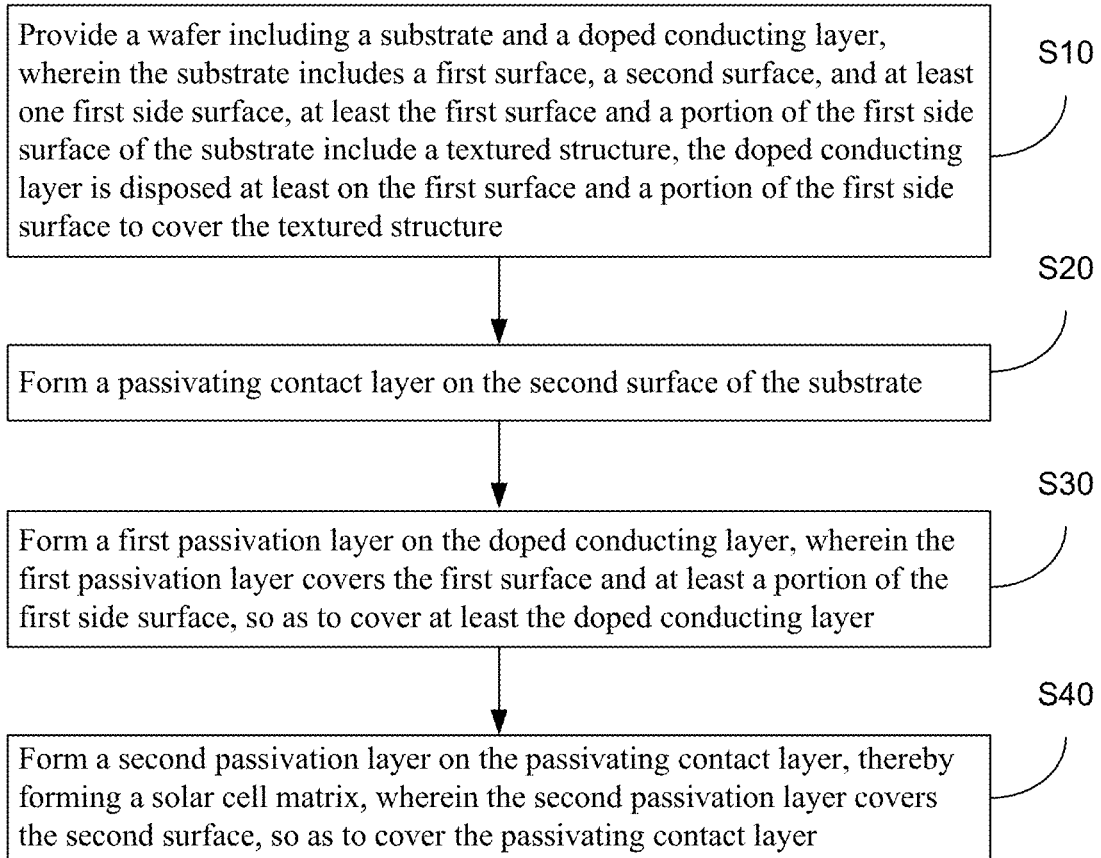 Provide a wafer including a substrate and a doped conducting layer,
wherein the substrate includes a first surface, a second surface, and at least
one first side surface, at least the first surface and a portion of the first side
surface of the substrate include a textured structure, the doped conducting
layer is disposed at least on the first surface and a portion of the first side
surface to cover the textured structure
S10
S20
Form a passivating contact layer on the second surface of the substrate
S30
Form a first passivation layer on the doped conducting layer, wherein the
first passivation layer covers the first surface and at least a portion of the
first side surface, so as to cover at least the doped conducting layer
S40
Form a second passivation layer on the passivating contact layer, thereby
forming a solar cell matrix, wherein the second passivation layer covers
the second surface, so as to cover the passivating contact layer